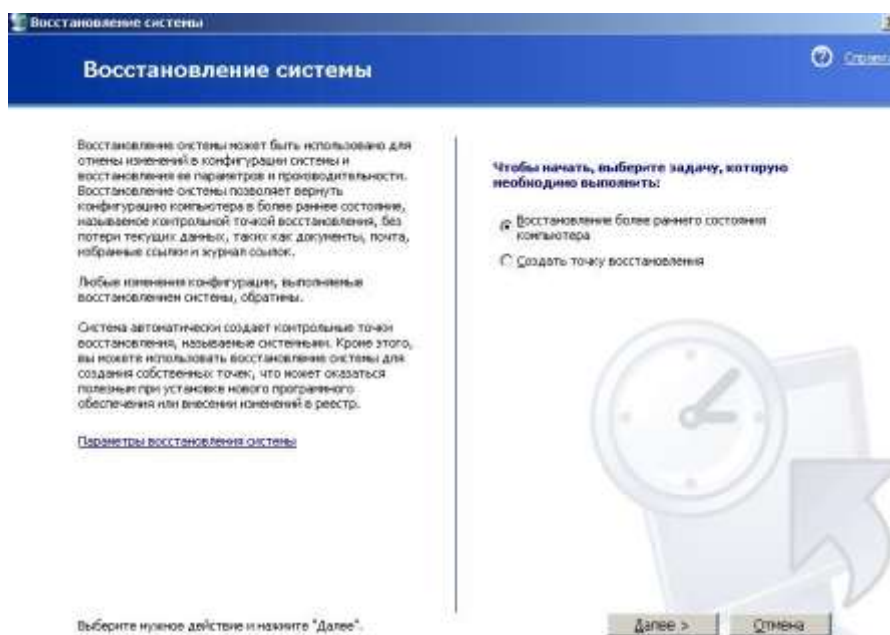 Восстановление системы
Восстановление системы
Справка
Восстановление системы может быть использовано для
отмены изменений в конфигурации системы и
восстановления ее параметров и производительности.
Восстановление системы позволяет вернуть
конфигурацию компьютера в более раннее состояние,
называемое контрольной точкой восстановления, без
потери текущих данных, таких как документы, почта,
избранные ссылки и журнал ссылок.
Любые изменения конфигурации, выполняемые
восстановлением системы, обратимы.
Система автоматически создает контрольные точки
восстановления, называемые системными. Кроме этого,
вы можете использовать восстановление системы для
создания собственных точек, что может оказаться
полезным при установке нового программного
обеспечения или внесении изменений в реестр.
Параметры восстановления системы
Чтобы начать, выберите задачу, которую
необходимо выполнить:
Восстановление более раннего состояния
компьютера
Создать точку восстановления
Выберите нужное действие и нажмите "Далее".
Далее >
Отмена